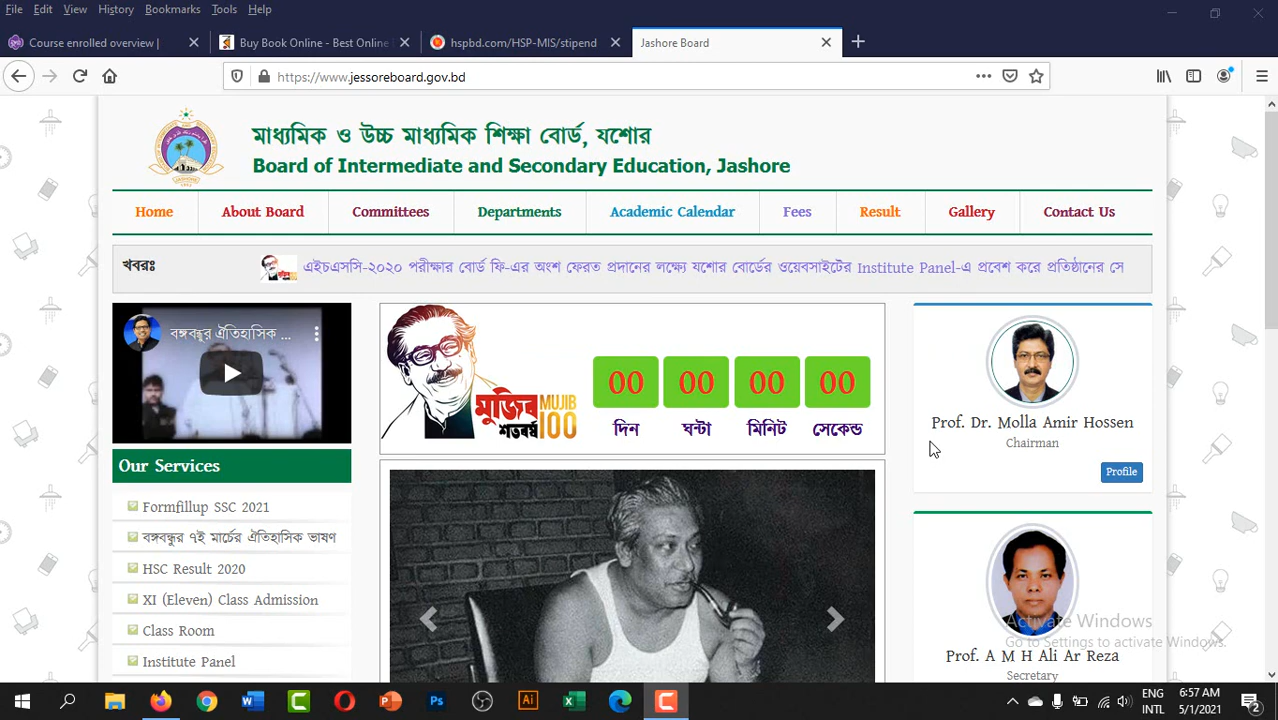 File Edit View History Bookmarks Tools Help
Course enrolled overview |
Buy Book Online - Best Online
hspbd.com/HSP-MIS/stipend
Jashore Board
https://www.jessoreboard.gov.bd
মাধ্যমিক ও উচ্চ মাধ্যমিক শিক্ষা বোর্ড, যশোর
Board of Intermediate and Secondary Education, Jashore
Home About Board Committees Departments Academic Calendar Fees Result Gallery Contact Us
খবরঃ এইচএসসি-২০২০ পরীক্ষার বোর্ড ফি-এর অংশ ফেরত প্রদানের লক্ষ্যে যশোর বোর্ডের ওয়েবসাইটের Institute Panel-এ প্রবেশ করে প্রতিষ্ঠানের সে
বঙ্গবন্ধুর ঐতিহাসিক ...
মুজিব MUJIB
শতবর্ষ 100
00 00 00 00
দিন ঘন্টা মিনিট সেকেন্ড
Prof. Dr. Molla Amir Hossen
Chairman
Profile
Our Services
Formfillup SSC 2021
বঙ্গবন্ধুর ৭ই মার্চের ঐতিহাসিক ভাষণ
HSC Result 2020
XI (Eleven) Class Admission
Class Room
Institute Panel
Prof. A M H Ali Ar Reza
Secretary
Activate Windows
Go to Settings to activate Windows.
ENG
INTL
6:57 AM
5/1/2021
2